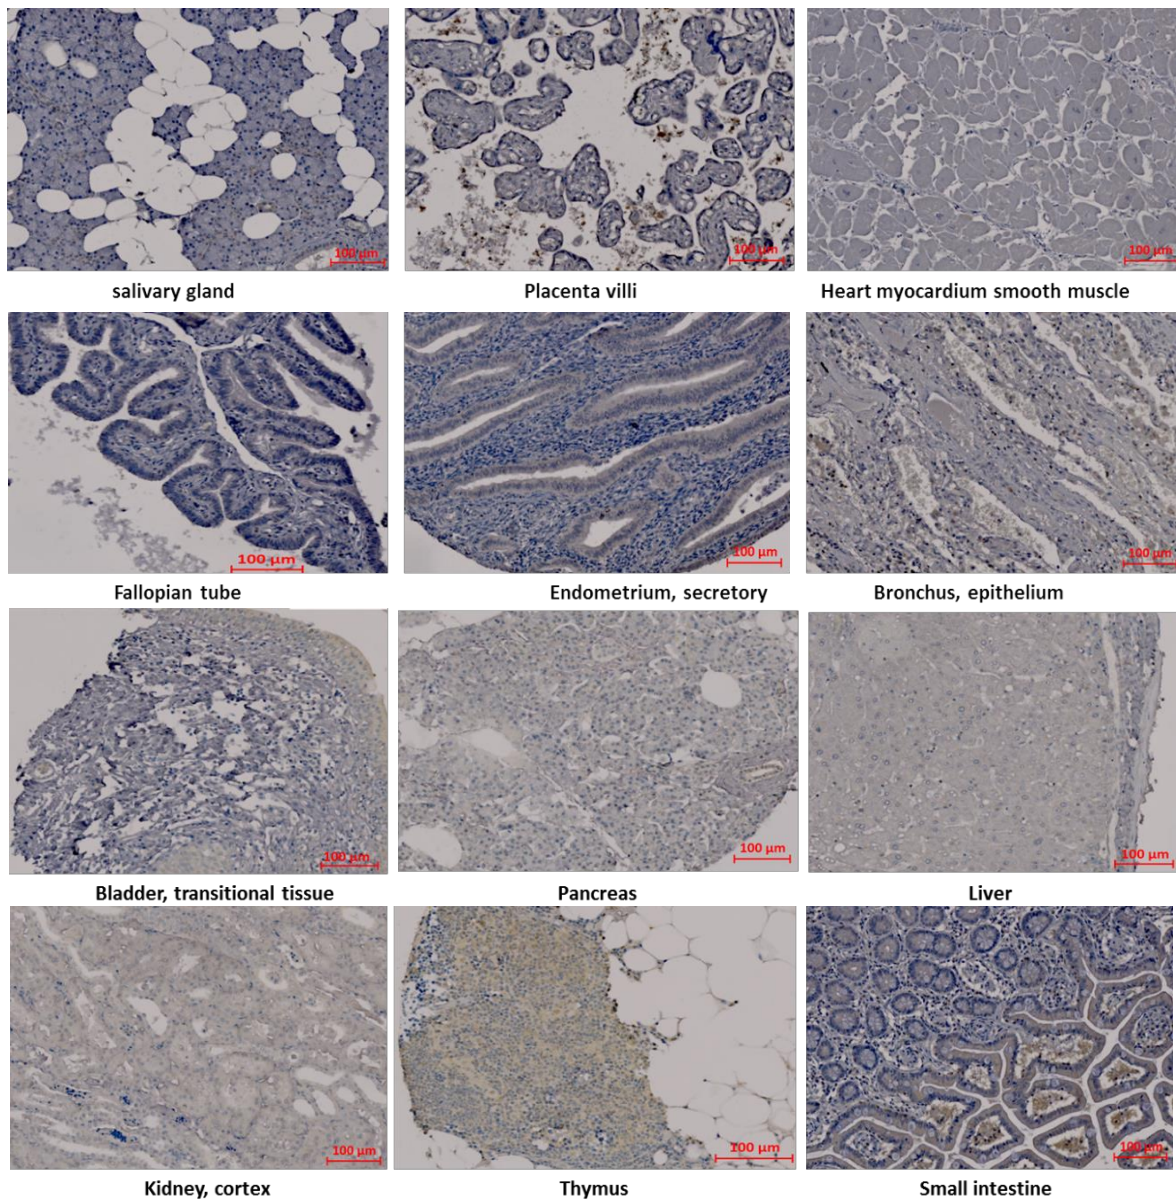 100 µm
100 µm
100 µm
salivary gland
Placenta villi
Heart myocardium smooth muscle
100 µm
100 µm
100 µm
Fallopian tube
Endometrium, secretory
Bronchus, epithelium
100 µm
100 µm
100 µm
Bladder, transitional tissue
Pancreas
Liver
100 µm
100 µm
100 µm
Kidney, cortex
Thymus
Small intestine